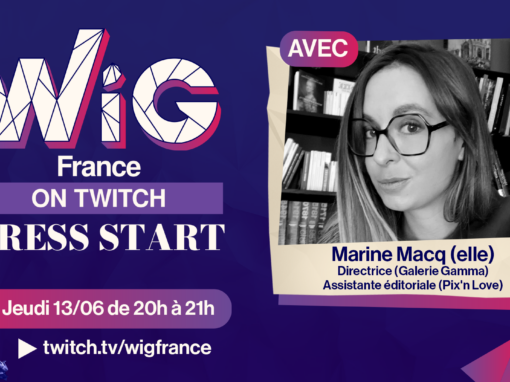 WiG
France
ON TWITCH
RESS START
Jeudi 13/06 de 20h à 21h
twitch.tv/wigfrance
AVEC
Marine Macq (elle)
Directrice (Galerie Gamma)
Assistante éditoriale (Pix'n Love)